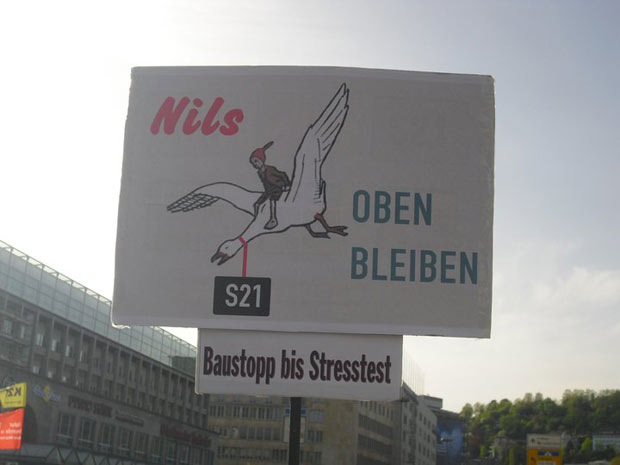 Nils
OBEN
BLEIBEN
S21
Baustopp bis Stresstest